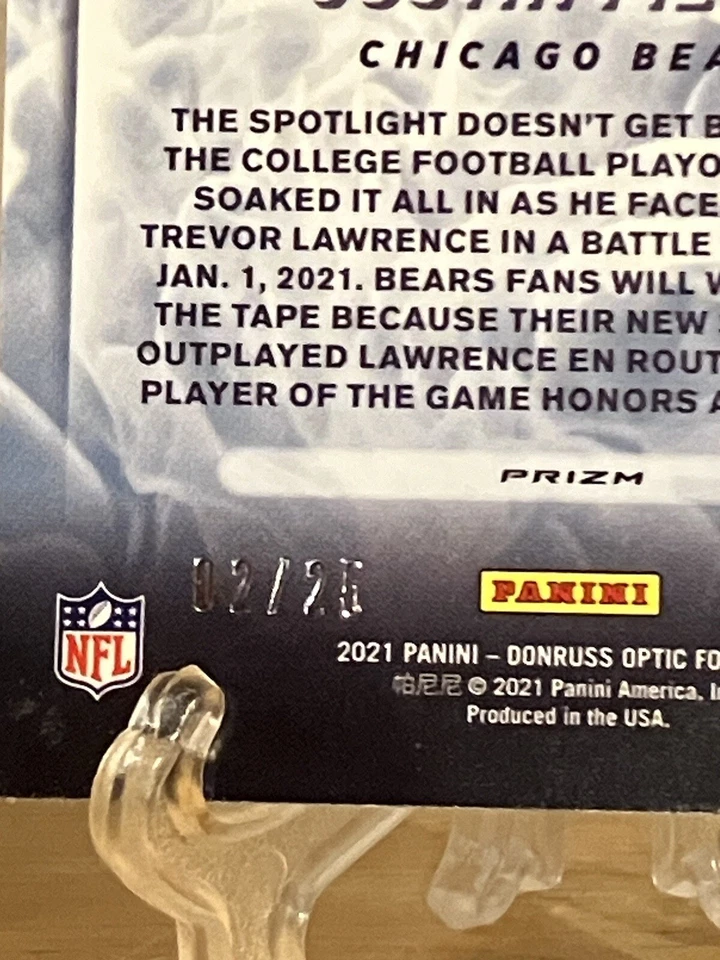 CHICAGO BEA
THE SPOTLIGHT DOESN'T GET B
THE COLLEGE FOOTBALL PLAYO
SOAKED IT ALL IN AS HE FACE
TREVOR LAWRENCE IN A BATTLE
JAN. 1, 2021. BEARS FANS WILL W
THE TAPE BECAUSE THEIR NEW
OUTPLAYED LAWRENCE EN ROUT
PLAYER OF THE GAME HONORS A
PRIZM
02/25
PANINI
NFL
2021 PANINI – DONRUSS OPTIC FO
帕尼尼 © 2021 Panini America, In
Produced in the USA.